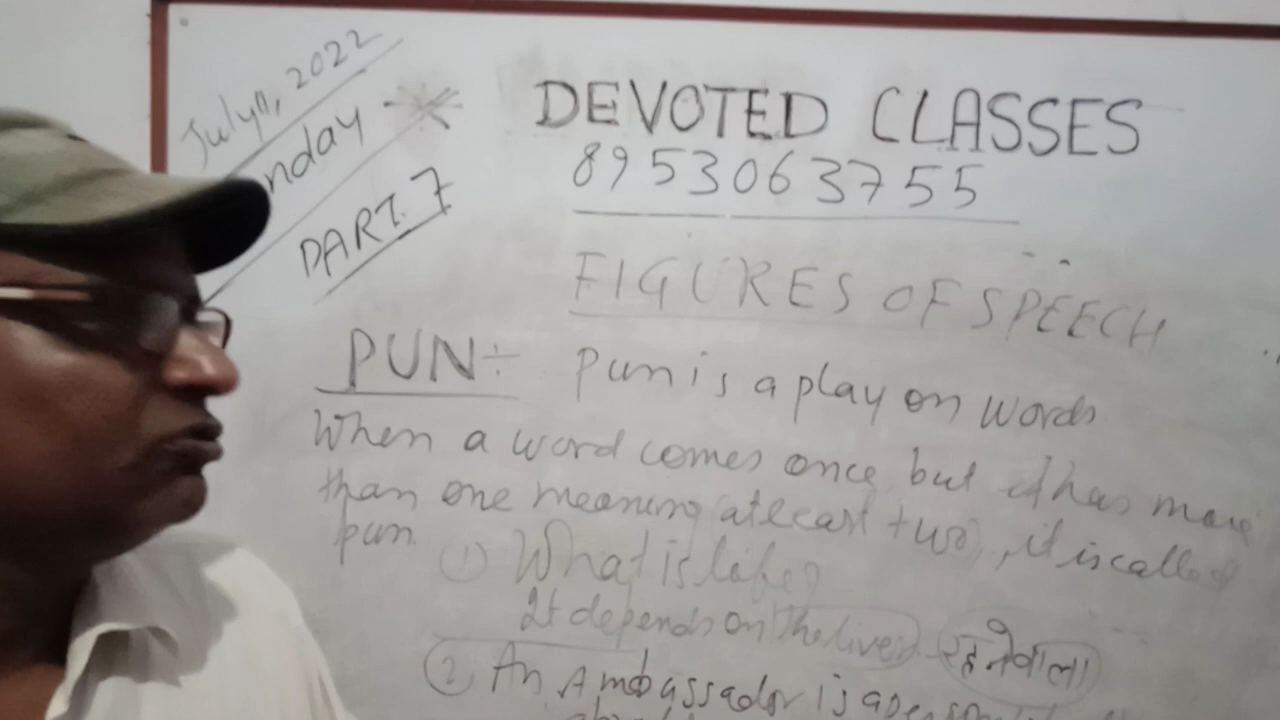 July 11, 2022
nday
PART. 7
DEVOTED CLASSES
8953063755
FIGURES OF SPEECH
PUN÷ Pun is a play on words.
When a word comes once but it has more
than one meaning atleast two, it is called
pun.
① What is life?
It depends on the liver - रहनेवाला
② An Ambassador is a person